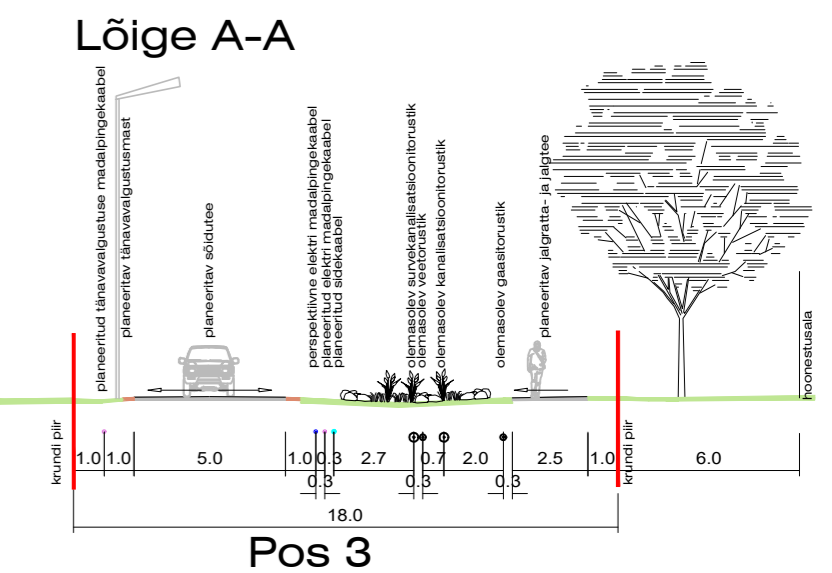 Lõige A-A
planeeritud tänavavalgustuse madalpingekaabel
planeeritav tänavavalgustusmast
planeeritav sõidutee
perspektiivne elektri madalpingekaabel
planeeritud elektri madalpingekaabel
planeeritud sidekaabel
olemasolev survekanalisatsioonitorustik
olemasolev veetorustik
olemasolev kanalisatsioonitorustik
olemasolev gaasitorustik
planeeritav jalgratta- ja jalgtee
hoonestusala
krundi piir
krundi piir
1.0 1.0 5.0 1.0 0.3 2.7 0.7 2.0 2.5 1.0 6.0
0.3 0.3 0.3
18.0
Pos 3